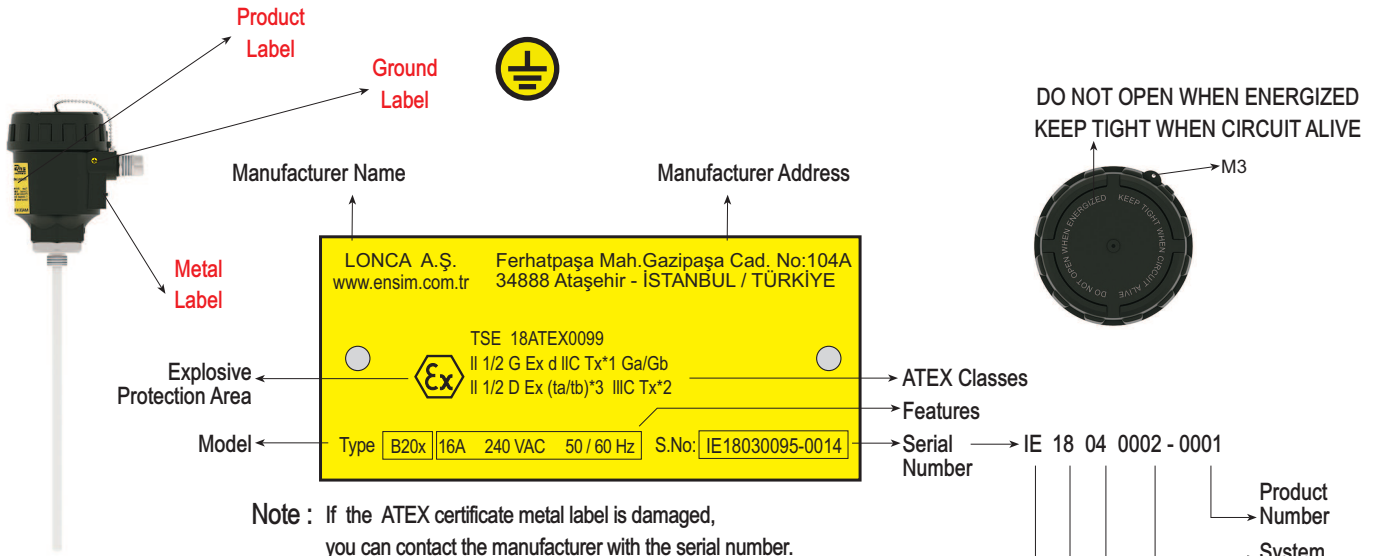 Product
Label
Ground
Label
Metal
Label
DO NOT OPEN WHEN ENERGIZED
KEEP TIGHT WHEN CIRCUIT ALIVE
M3
DO NOT OPEN WHEN ENERGIZED KEEP TIGHT WHEN CIRCUIT ALIVE
Manufacturer Name
Manufacturer Address
LONCA A.Ş.
www.ensim.com.tr
Ferhatpaşa Mah.Gazipaşa Cad. No:104A
34888 Ataşehir - İSTANBUL / TÜRKİYE
TSE 18ATEX0099
II 1/2 G Ex d IIC Tx*1 Ga/Gb
II 1/2 D Ex (ta/tb)*3 IIIC Tx*2
Ex
Explosive
Protection Area
ATEX Classes
Features
Model
Type B20x 16A 240 VAC 50 / 60 Hz S.No: IE18030095-0014
Serial
Number
IE 18 04 0002 - 0001
Product
Number
System
Note : If the ATEX certificate metal label is damaged,
you can contact the manufacturer with the serial number.